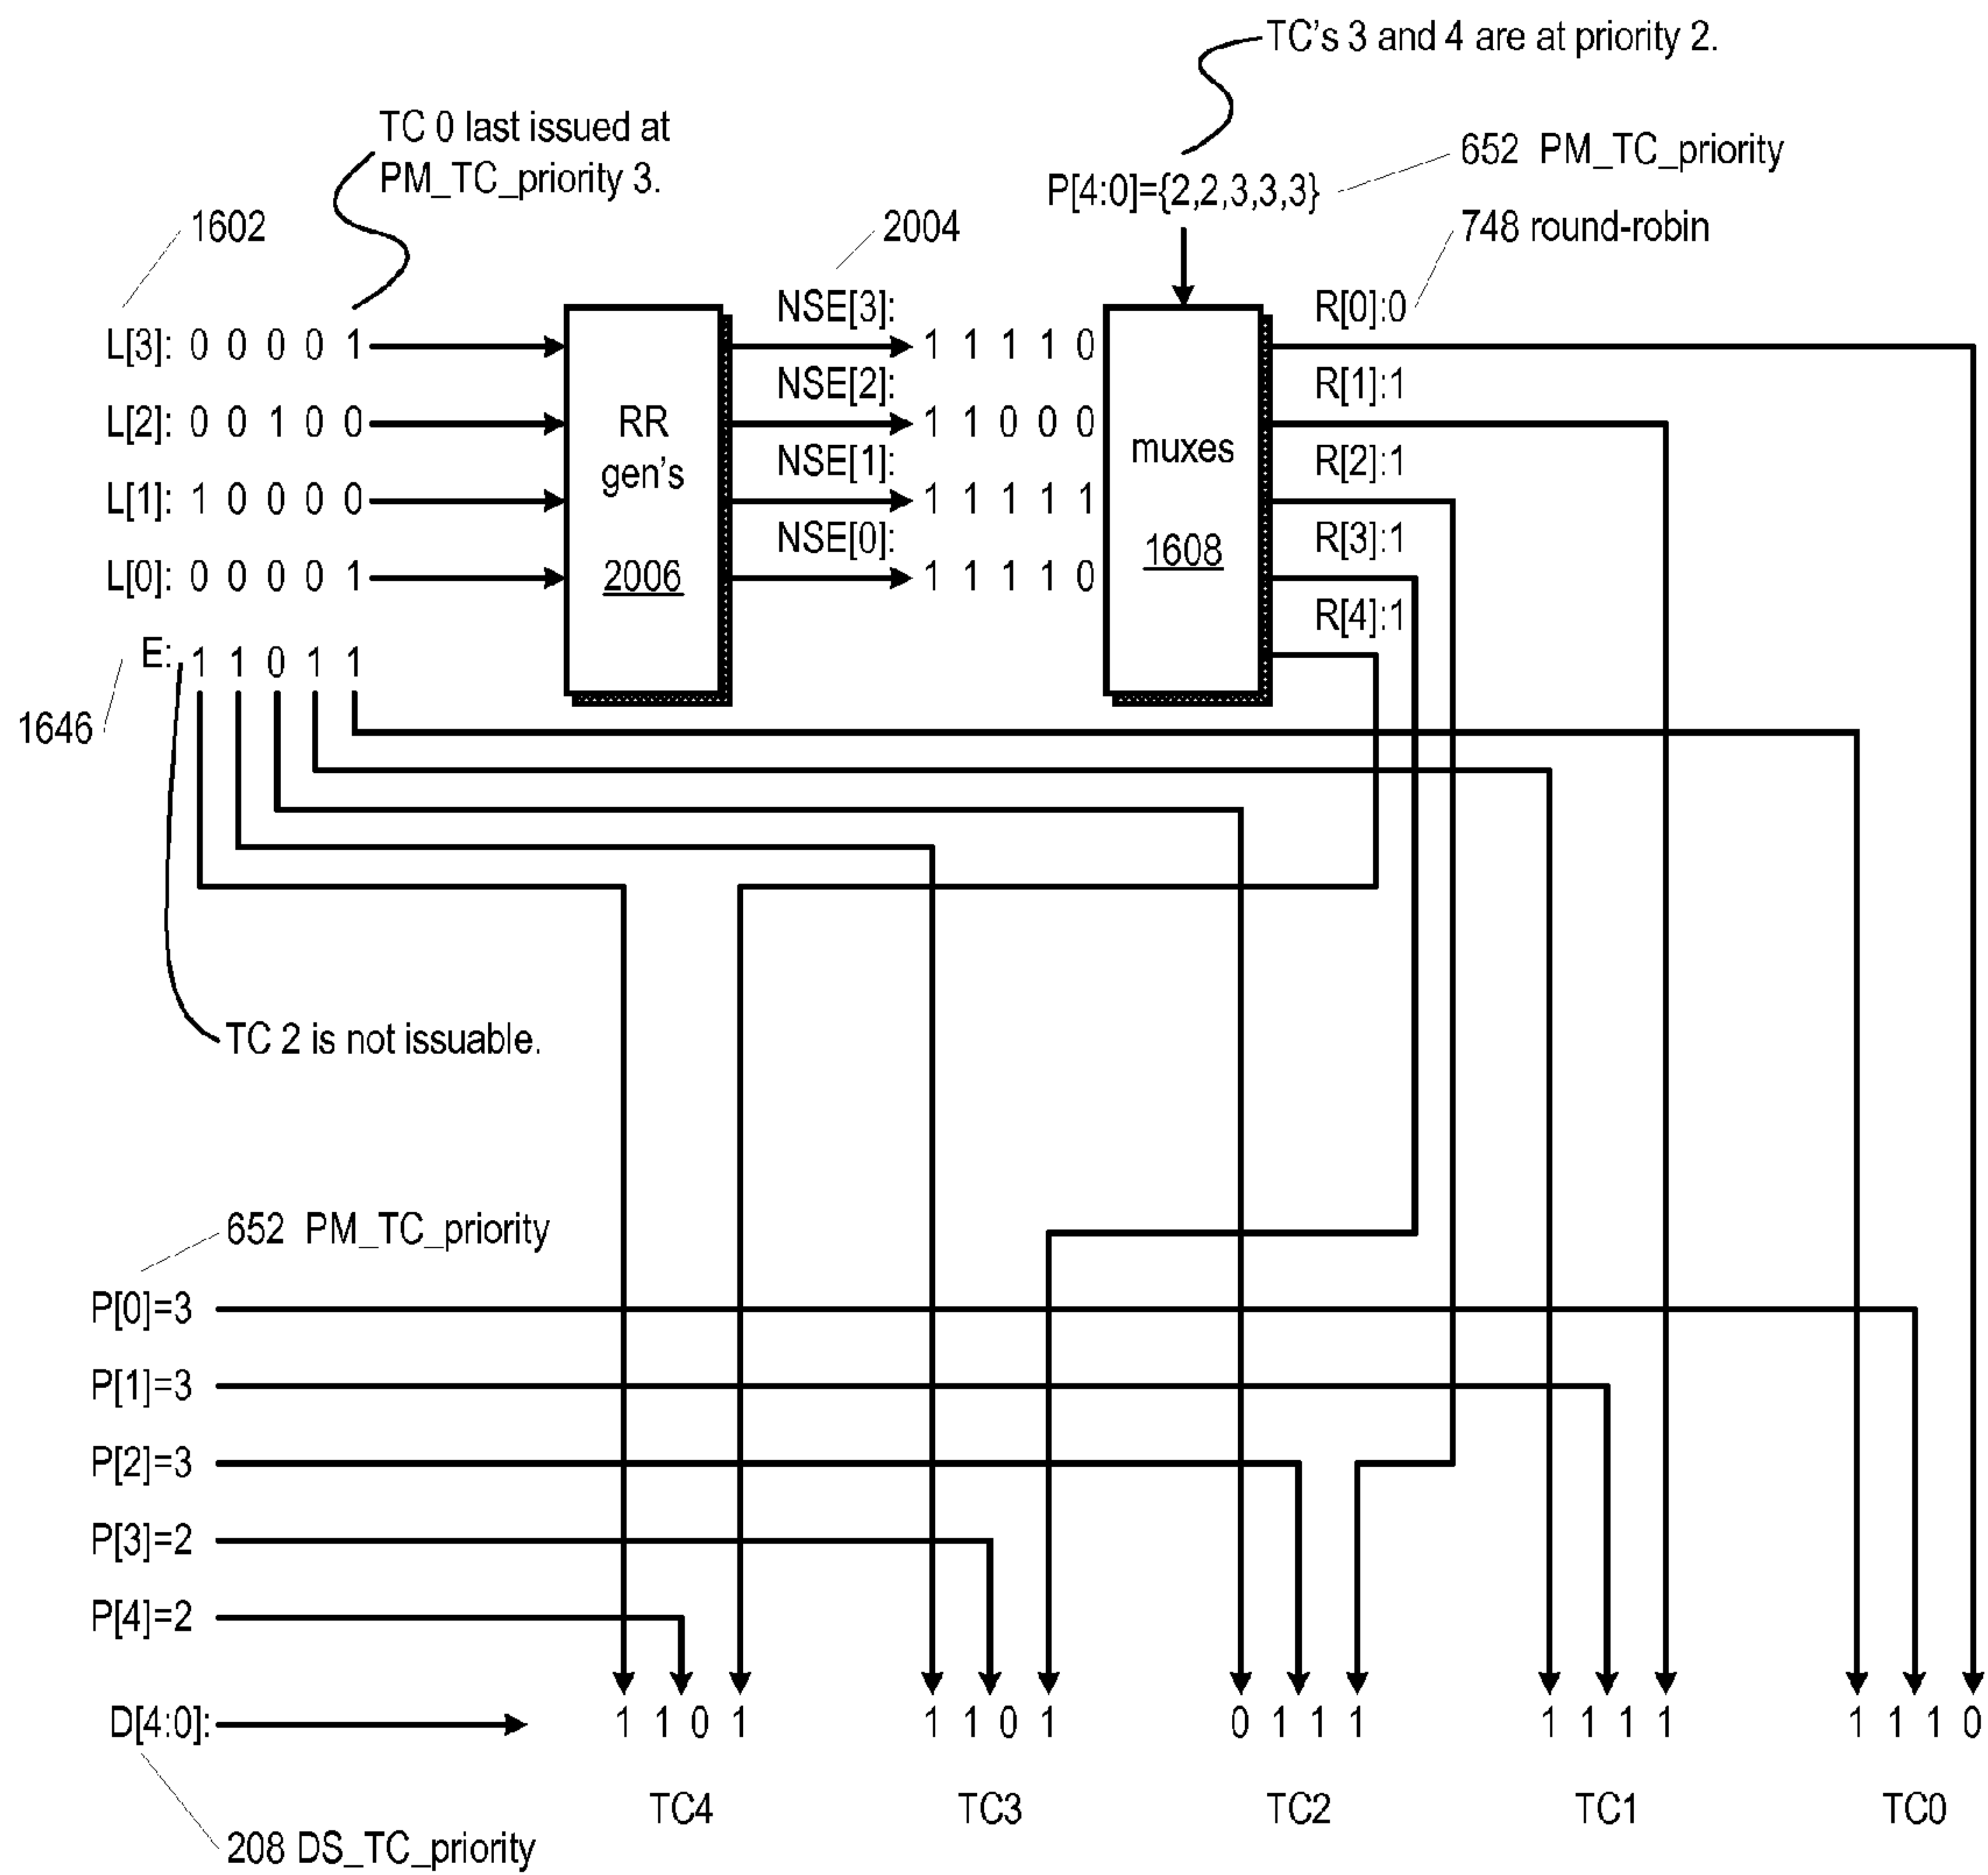 TC's 3 and 4 are at priority 2.
TC 0 last issued at
PM_TC_priority 3.
652 PM_TC_priority
P[4:0]={2,2,3,3,3}
1602
2004
748 round-robin
NSE[3]:
R[0]:0
L[3]: 0 0 0 0 1
1 1 1 1 0
NSE[2]:
R[1]:1
L[2]: 0 0 1 0 0
RR
gen's
2006
1 1 0 0 0
muxes
1608
NSE[1]:
R[2]:1
L[1]: 1 0 0 0 0
1 1 1 1 1
NSE[0]:
R[3]:1
L[0]: 0 0 0 0 1
1 1 1 1 0
R[4]:1
E: 1 1 0 1 1
1646
TC 2 is not issuable.
652 PM_TC_priority
P[0]=3
P[1]=3
P[2]=3
P[3]=2
P[4]=2
D[4:0]: 1 1 0 1 1 1 0 1 0 1 1 1 1 1 1 1 1 1 1 0
TC4 TC3 TC2 TC1 TC0
208 DS_TC_priority